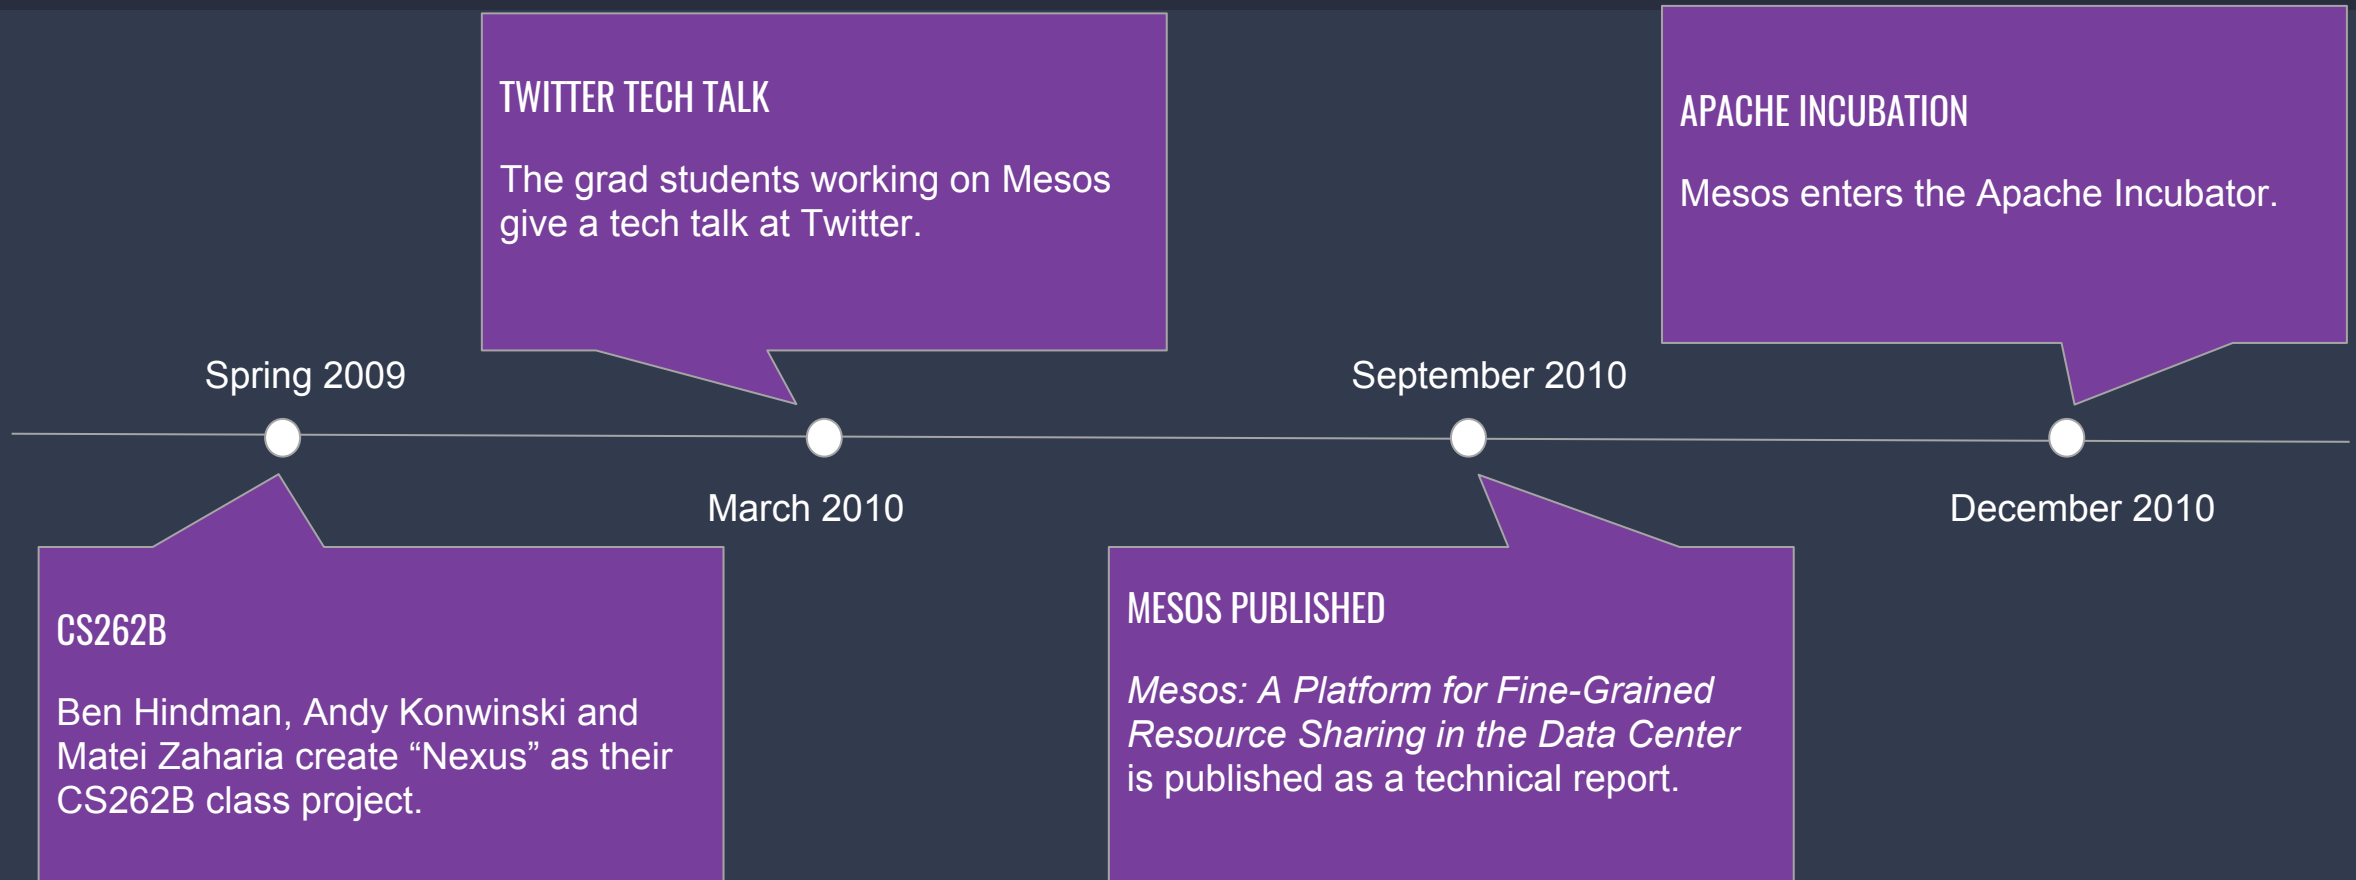 TWITTER TECH TALK
The grad students working on Mesos
give a tech talk at Twitter.
APACHE INCUBATION
Mesos enters the Apache Incubator.
Spring 2009
September 2010
March 2010
December 2010
CS262B
Ben Hindman, Andy Konwinski and
Matei Zaharia create “Nexus” as their
CS262B class project.
MESOS PUBLISHED
Mesos: A Platform for Fine-Grained
Resource Sharing in the Data Center
is published as a technical report.